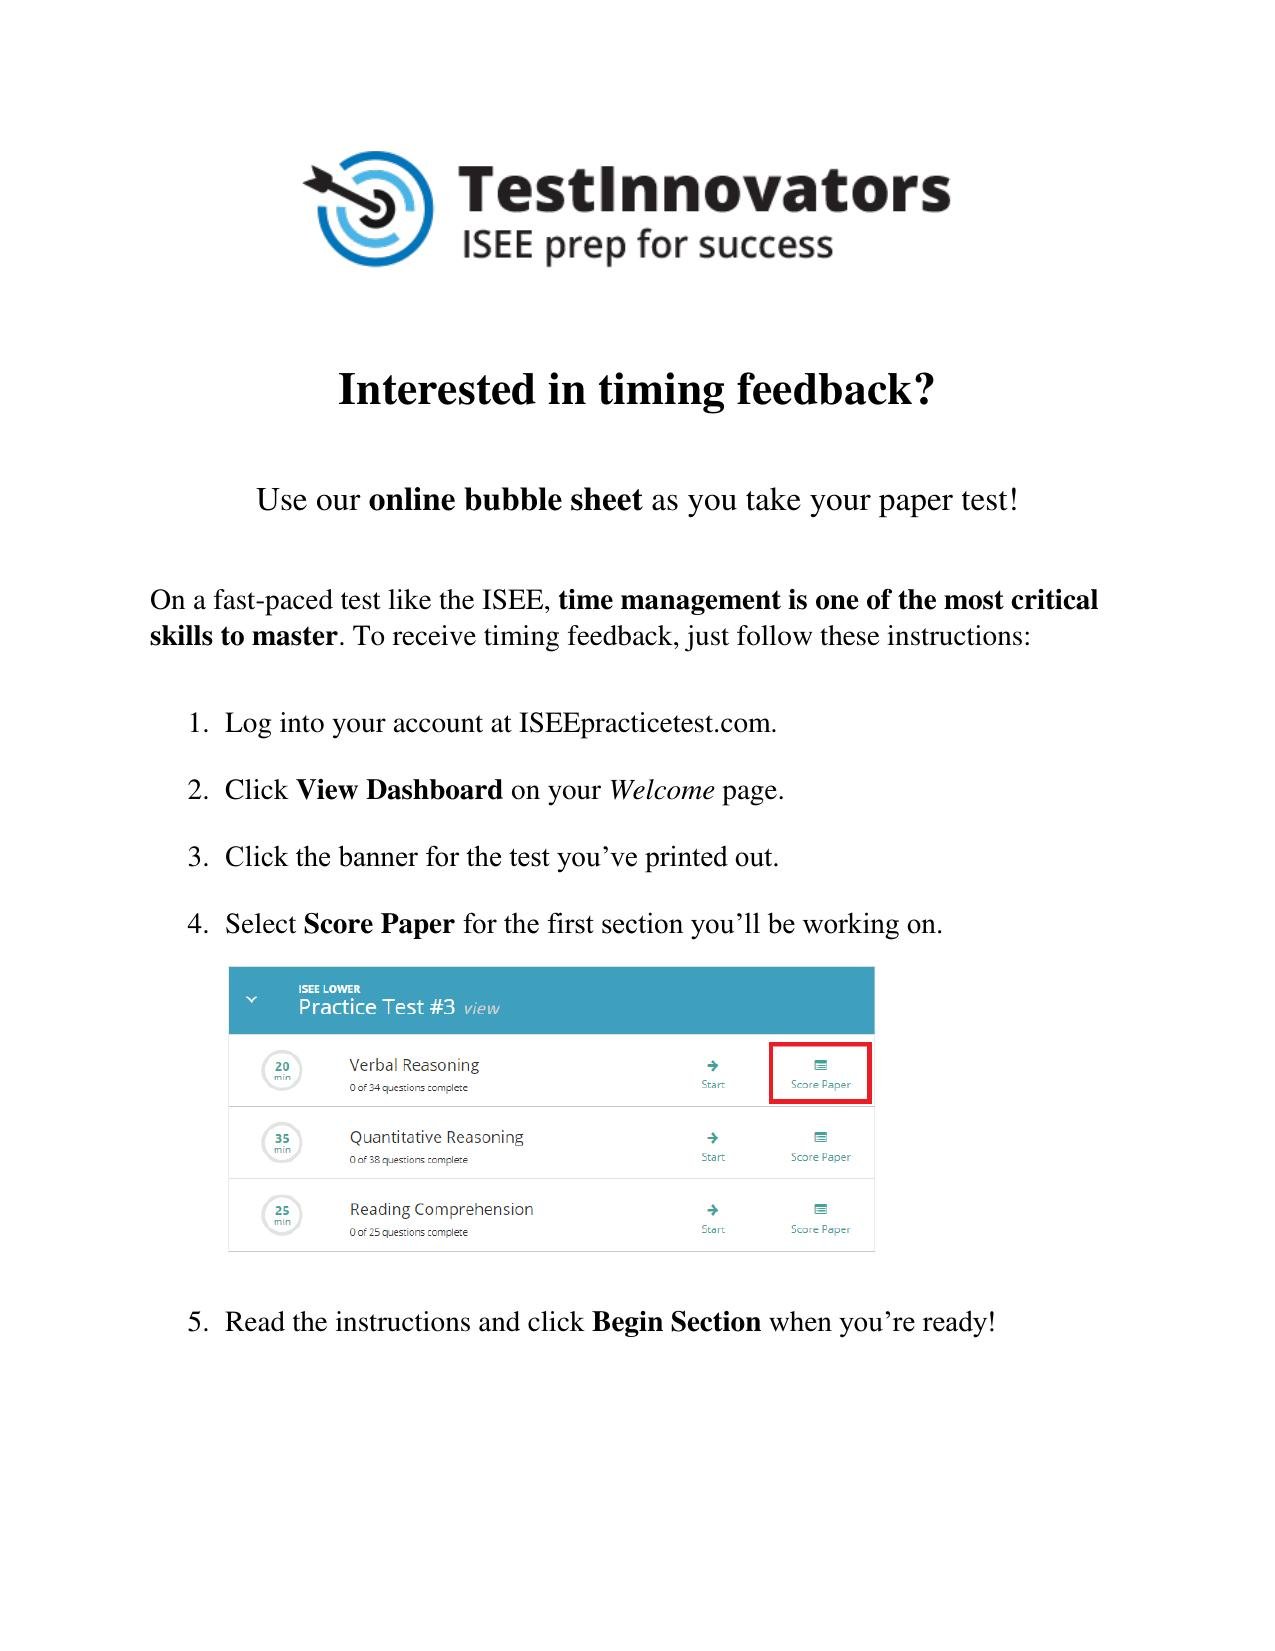 TestInnovators
ISEE prep for success
Interested in timing feedback?
Use our online bubble sheet as you take your paper test!
On a fast-paced test like the ISEE, time management is one of the most critical
skills to master. To receive timing feedback, just follow these instructions:
1. Log into your account at ISEEpracticetest.com.
2. Click View Dashboard on your Welcome page.
3. Click the banner for the test you’ve printed out.
4. Select Score Paper for the first section you’ll be working on.
ISEE LOWER
Practice Test #3 view
20 min
Verbal Reasoning
0 of 34 questions complete
Start
Score Paper
35 min
Quantitative Reasoning
0 of 38 questions complete
Start
Score Paper
25 min
Reading Comprehension
0 of 25 questions complete
Start
Score Paper
5. Read the instructions and click Begin Section when you’re ready!